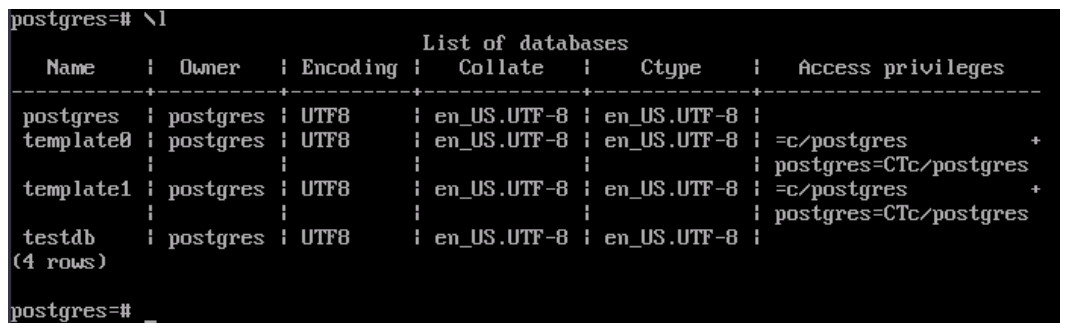 postgres=# \l
                                  List of databases
   Name    |  Owner   | Encoding |   Collate   |    Ctype    |   Access privileges
-----------+----------+----------+-------------+-------------+-----------------------
 postgres  | postgres | UTF8     | en_US.UTF-8 | en_US.UTF-8 |
 template0 | postgres | UTF8     | en_US.UTF-8 | en_US.UTF-8 | =c/postgres          +
           |          |          |             |             | postgres=CTc/postgres
 template1 | postgres | UTF8     | en_US.UTF-8 | en_US.UTF-8 | =c/postgres          +
           |          |          |             |             | postgres=CTc/postgres
 testdb    | postgres | UTF8     | en_US.UTF-8 | en_US.UTF-8 |
(4 rows)
postgres=# _